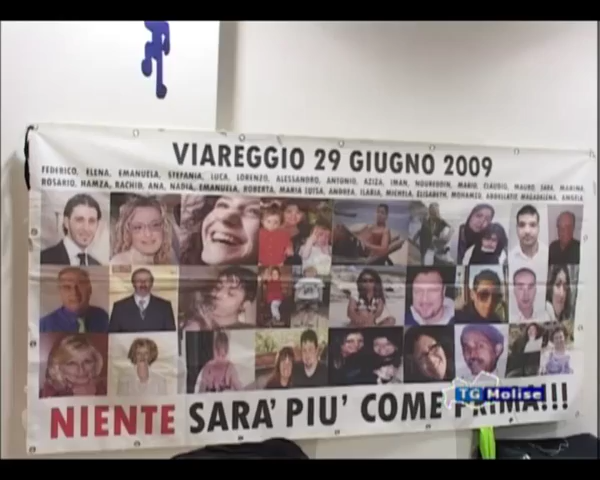 VIAREGGIO 29 GIUGNO 2009
FEDERICO, ELENA, EMANUELA, STEFANIA, LUCA, LORENZO, ALESSANDRO, ANTONIO, AZIZA, IMAN, NOUREDDIN, MARIO, CLAUDIO, MAURO, SARA, MARINA
ROSARIO, HAMZA, RACHID, ANA, NADIA, EMANUELA, ROBERTA, MARIA LUISA, ANDREA, ILARIA, MICHELA, ELISABETH, MOHAMED, ABDELLATIF, MAGDALENA, ANGELA
NIENTE SARA' PIU' COME PRIMA!!!
TG Molise